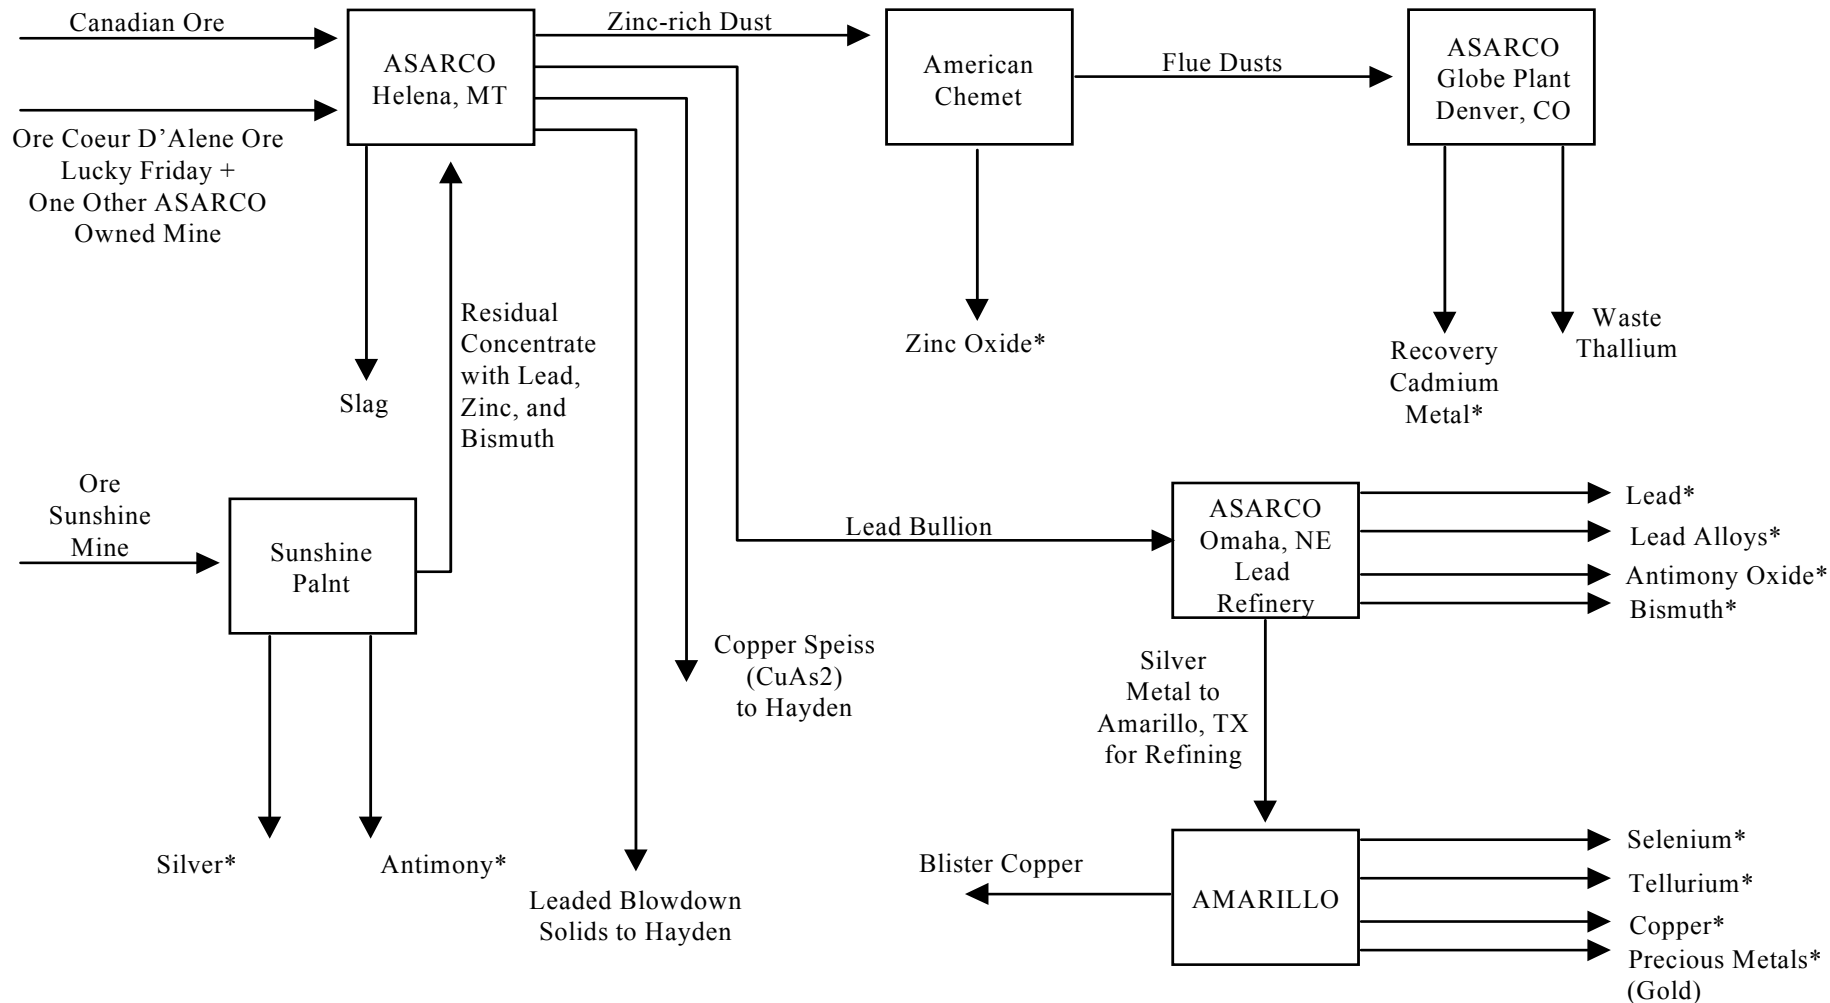 Canadian Ore
Zinc-rich Dust
ASARCO
Helena, MT
American
Chemet
Flue Dusts
ASARCO
Globe Plant
Denver, CO
Ore Coeur D’Alene Ore
Lucky Friday +
One Other ASARCO
Owned Mine
Residual
Concentrate
with Lead,
Zinc, and
Bismuth
Slag
Zinc Oxide*
Recovery
Cadmium
Metal*
Waste
Thallium
Ore
Sunshine
Mine
Sunshine
Palnt
Lead Bullion
ASARCO
Omaha, NE
Lead
Refinery
Lead*
Lead Alloys*
Antimony Oxide*
Bismuth*
Copper Speiss
(CuAs2)
to Hayden
Silver
Metal to
Amarillo, TX
for Refining
Silver*
Antimony*
Leaded Blowdown
Solids to Hayden
Blister Copper
AMARILLO
Selenium*
Tellurium*
Copper*
Precious Metals*
(Gold)